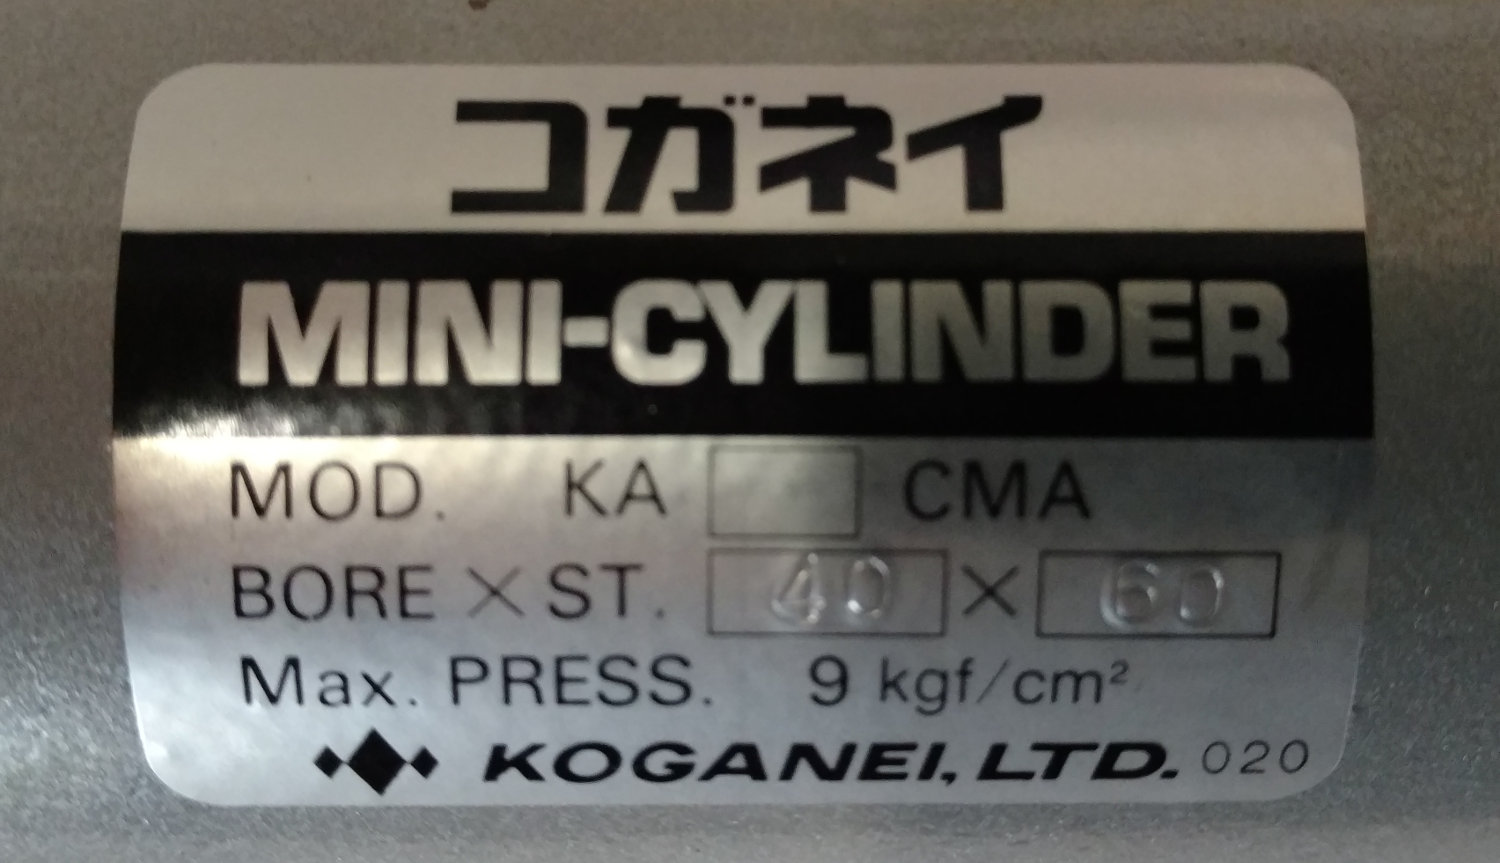 コガネイ
MINI-CYLINDER
MOD. KA CMA
BORE × ST. 40 × 60
Max. PRESS. 9 kgf/cm²
KOGANEI, LTD. 020